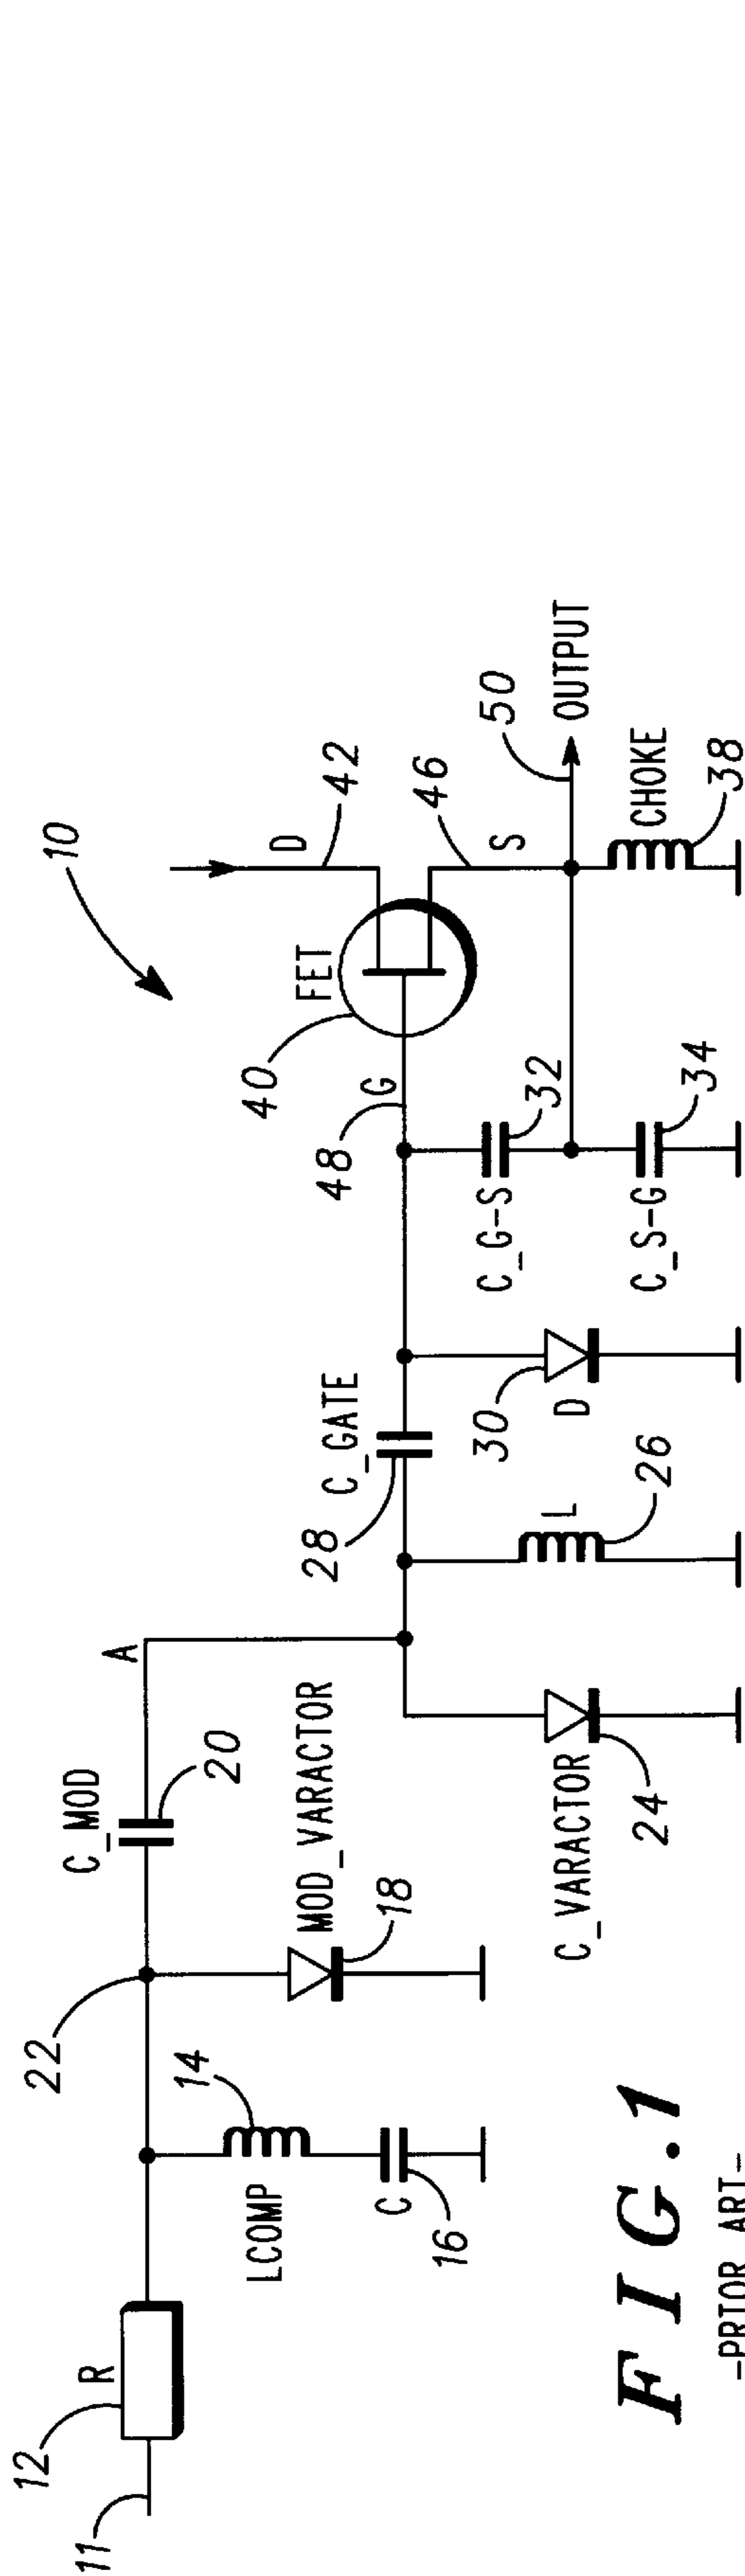 10
11
12
R
LCOMP
14
C
16
22
C_MOD
20
A
MOD_VARACTOR
18
C_VARACTOR
24
L
26
28
C_GATE
30
D
48
G
C_G-S
32
C_S-G
34
40
FET
D
42
46
S
50
OUTPUT
CHOKE
38
FIG.1
-PRIOR ART-